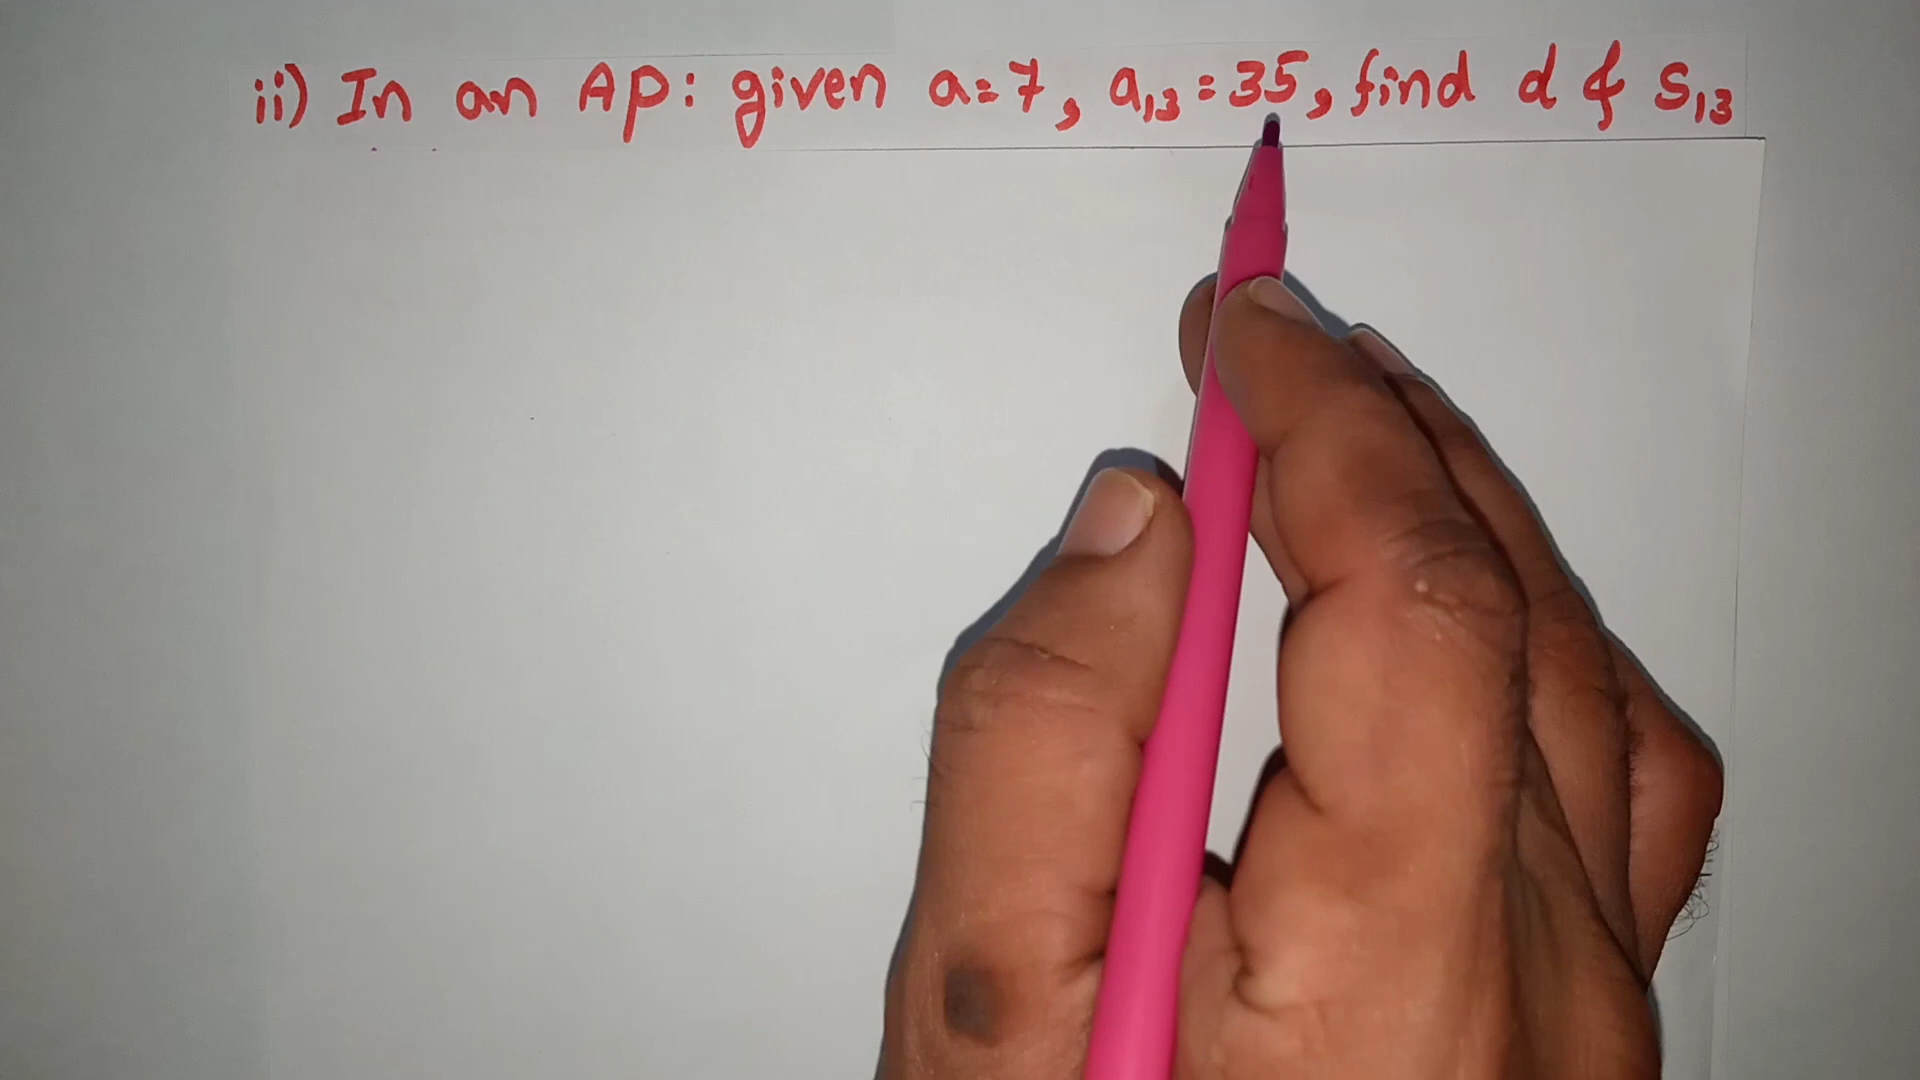 ii) In an AP: given a=7, a₁₃=35, find d & S₁₃